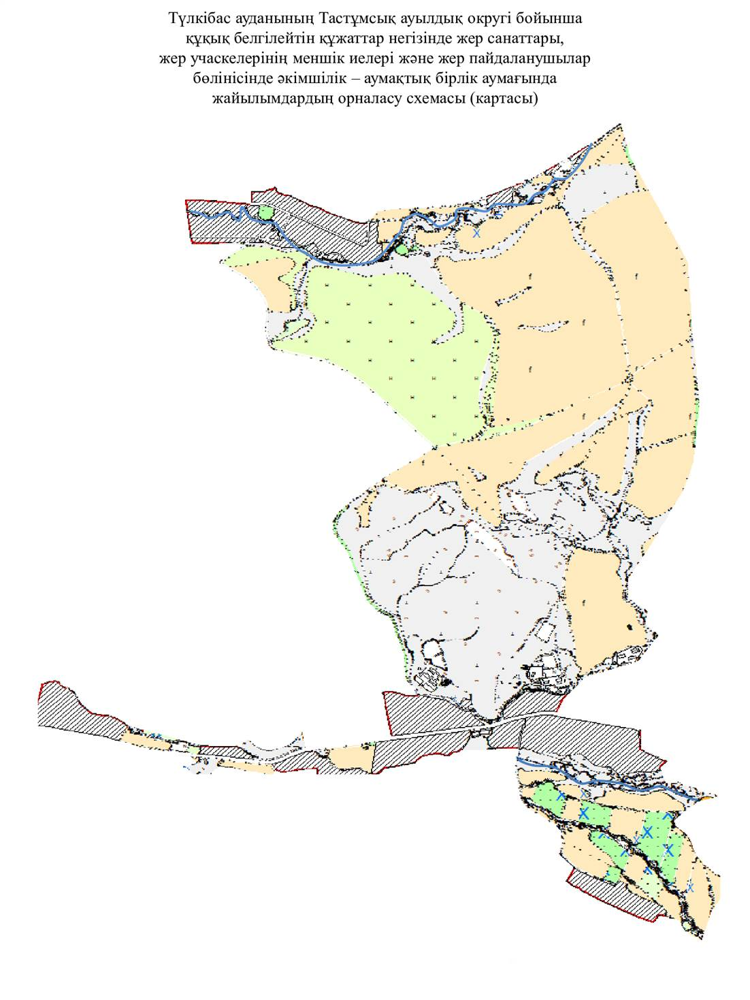 Түлкібас ауданының Тастұмсық ауылдық округі бойынша
құқық белгілейтін құжаттар негізінде жер санаттары,
жер учаскелерінің меншік иелері және жер пайдаланушылар
бөлінісінде әкімшілік – аумақтық бірлік аумағында
жайылымдардың орналасу схемасы (картасы)